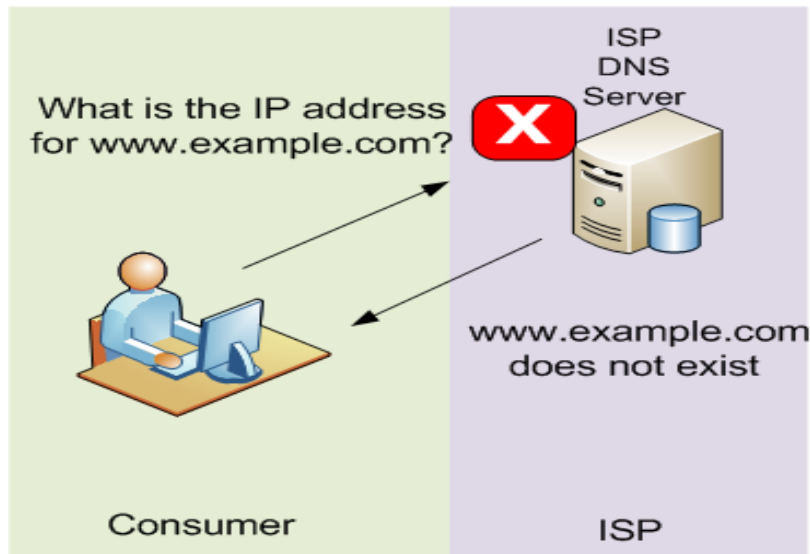 ISP
DNS
Server
What is the IP address
for www.example.com?
X
www.example.com
does not exist
Consumer
ISP